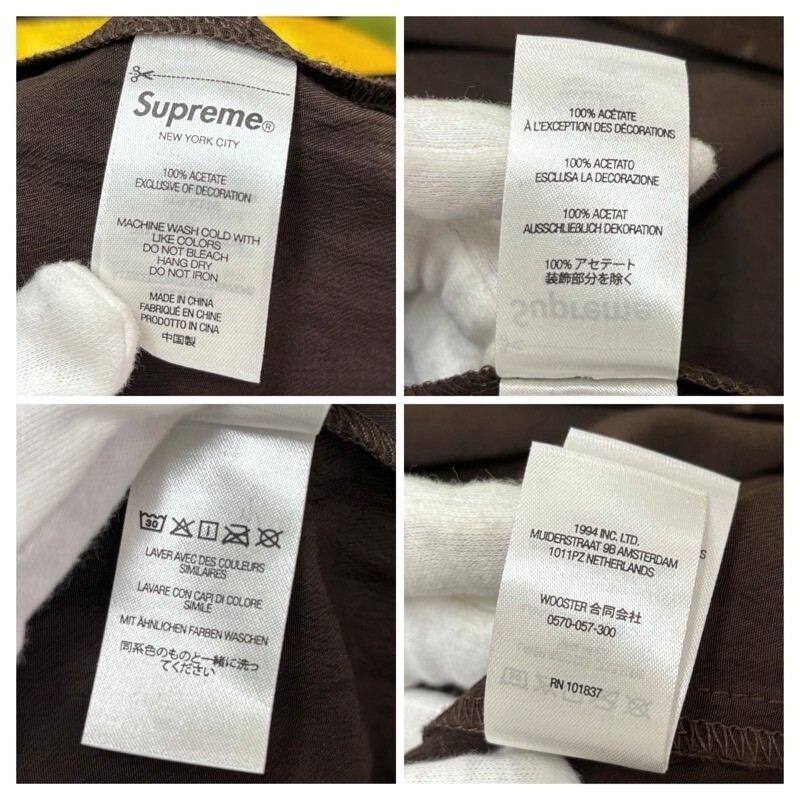 Supreme®
NEW YORK CITY
100% ACETATE
EXCLUSIVE OF DECORATION
MACHINE WASH COLD WITH
LIKE COLORS
DO NOT BLEACH
HANG DRY
DO NOT IRON
MADE IN CHINA
FABRIQUÉ EN CHINE
PRODOTTO IN CINA
中国製
100% ACÉTATE
À L'EXCEPTION DES DÉCORATIONS
100% ACETATO
ESCLUSA LA DECORAZIONE
100% ACETAT
AUSSCHLIEßLICH DEKORATION
100% アセテート
装飾部分を除く
Supreme
30
LAVER AVEC DES COULEURS
SIMILAIRES
LAVARE CON CAPI DI COLORE
SIMILE
MIT ÄHNLICHEN FARBEN WASCHEN
同系色のものと一緒に洗っ
てください
1994 INC. LTD.
MUIDERSTRAAT 9B AMSTERDAM
1011PZ NETHERLANDS
WOOSTER 合同会社
0570-057-300
RN 101837